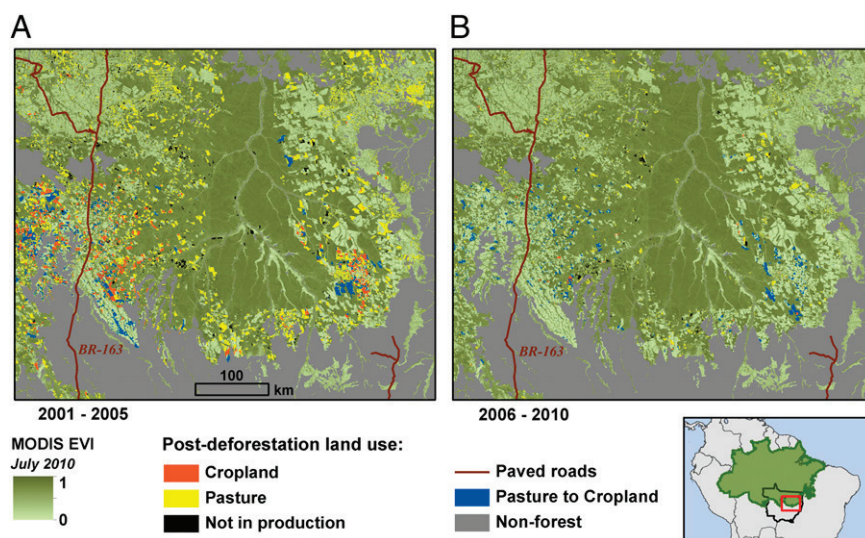 A
B
BR-163
100
km
BR-163
2001 - 2005
2006 - 2010
MODIS EVI
July 2010
1
0
Post-deforestation land use:
Cropland
Pasture
Not in production
Paved roads
Pasture to Cropland
Non-forest